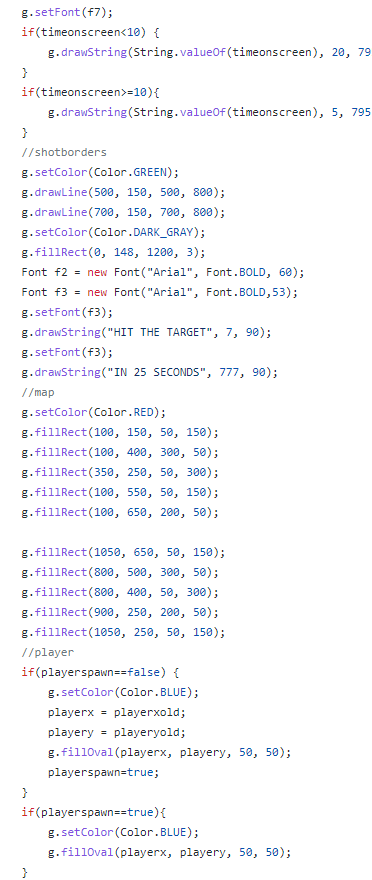 g.setFont(f7);
if(timeonscreen<10) {
g.drawString(String.valueOf(timeonscreen), 20, 79
}
if(timeonscreen>=10){
g.drawString(String.valueOf(timeonscreen), 5, 795
}
//shotborders
g.setColor(Color.GREEN);
g.drawLine(500, 150, 500, 800);
g.drawLine(700, 150, 700, 800);
g.setColor(Color.DARK_GRAY);
g.fillRect(0, 148, 1200, 3);
Font f2 = new Font("Arial", Font.BOLD, 60);
Font f3 = new Font("Arial", Font.BOLD,53);
g.setFont(f3);
g.drawString("HIT THE TARGET", 7, 90);
g.setFont(f3);
g.drawString("IN 25 SECONDS", 777, 90);
//map
g.setColor(Color.RED);
g.fillRect(100, 150, 50, 150);
g.fillRect(100, 400, 300, 50);
g.fillRect(350, 250, 50, 300);
g.fillRect(100, 550, 50, 150);
g.fillRect(100, 650, 200, 50);
g.fillRect(1050, 650, 50, 150);
g.fillRect(800, 500, 300, 50);
g.fillRect(800, 400, 50, 300);
g.fillRect(900, 250, 200, 50);
g.fillRect(1050, 250, 50, 150);
//player
if(playerspawn==false) {
g.setColor(Color.BLUE);
playerx = playerxold;
playery = playeryold;
g.fillOval(playerx, playery, 50, 50);
playerspawn=true;
}
if(playerspawn==true){
g.setColor(Color.BLUE);
g.fillOval(playerx, playery, 50, 50);
}